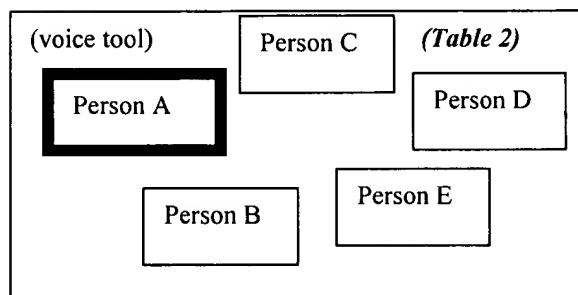 (voice tool)
Person C
(Table 2)
Person A
Person D
Person B
Person E